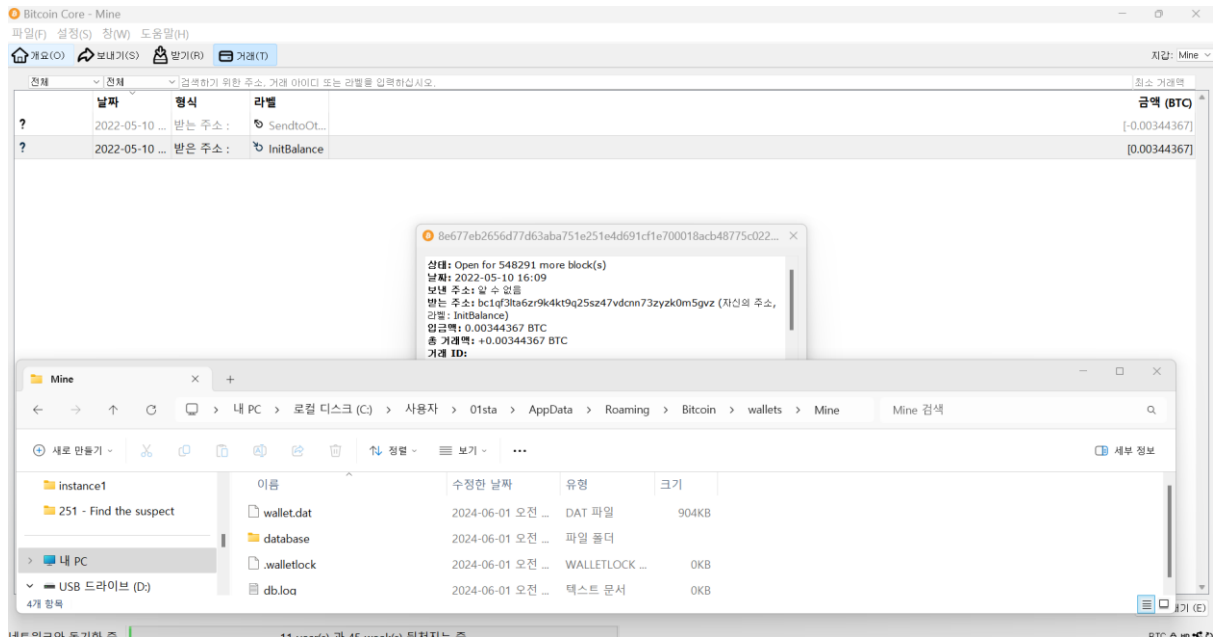 Bitcoin Core - Mine
파일(F) 설정(S) 창(W) 도움말(H)
개요(O) 보내기(S) 받기(R) 거래(T) 지갑: Mine
전체 전체 검색하기 위한 주소, 거래 아이디 또는 라벨을 입력하십시오. 최소 거래액
날짜 형식 라벨 금액 (BTC)
? 2022-05-10 ... 받는 주소 : SendtoOt... [-0.00344367]
? 2022-05-10 ... 받은 주소 : InitBalance [0.00344367]
8e677eb2656d77d63aba751e251e4d691cf1e700018acb48775c022...
상태: Open for 548291 more block(s)
날짜: 2022-05-10 16:09
보낸 주소: 알 수 없음
받는 주소: bc1qf3lta6zr9k4kt9q25sz47vdcnn73zyzk0m5gvz (자신의 주소,
라벨: InitBalance)
입금액: 0.00344367 BTC
총 거래액: +0.00344367 BTC
거래 ID:
Mine
내 PC > 로컬 디스크 (C:) > 사용자 > 01sta > AppData > Roaming > Bitcoin > wallets > Mine Mine 검색
새로 만들기 정렬 보기 ... 세부 정보
이름 수정한 날짜 유형 크기
instance1
251 - Find the suspect
내 PC
USB 드라이브 (D:)
wallet.dat 2024-06-01 오전 ... DAT 파일 904KB
database 2024-06-01 오전 ... 파일 폴더
.walletlock 2024-06-01 오전 ... WALLETLOCK ... 0KB
db.log 2024-06-01 오전 ... 텍스트 문서 0KB
4개 항목
(E)